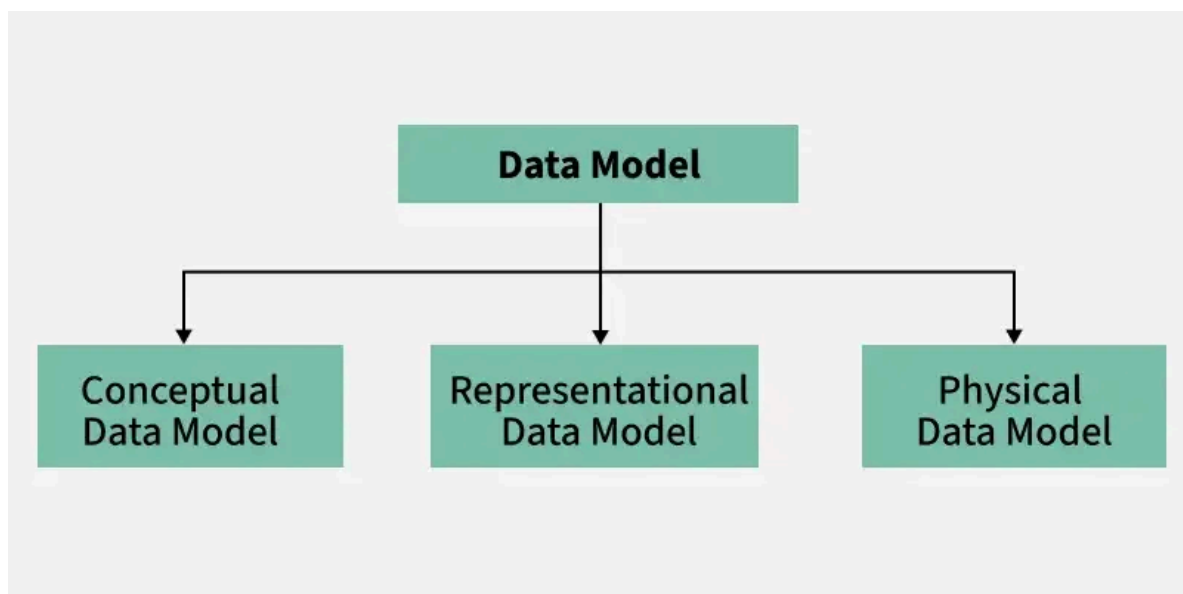 Data Model
Conceptual
Data Model
Representational
Data Model
Physical
Data Model